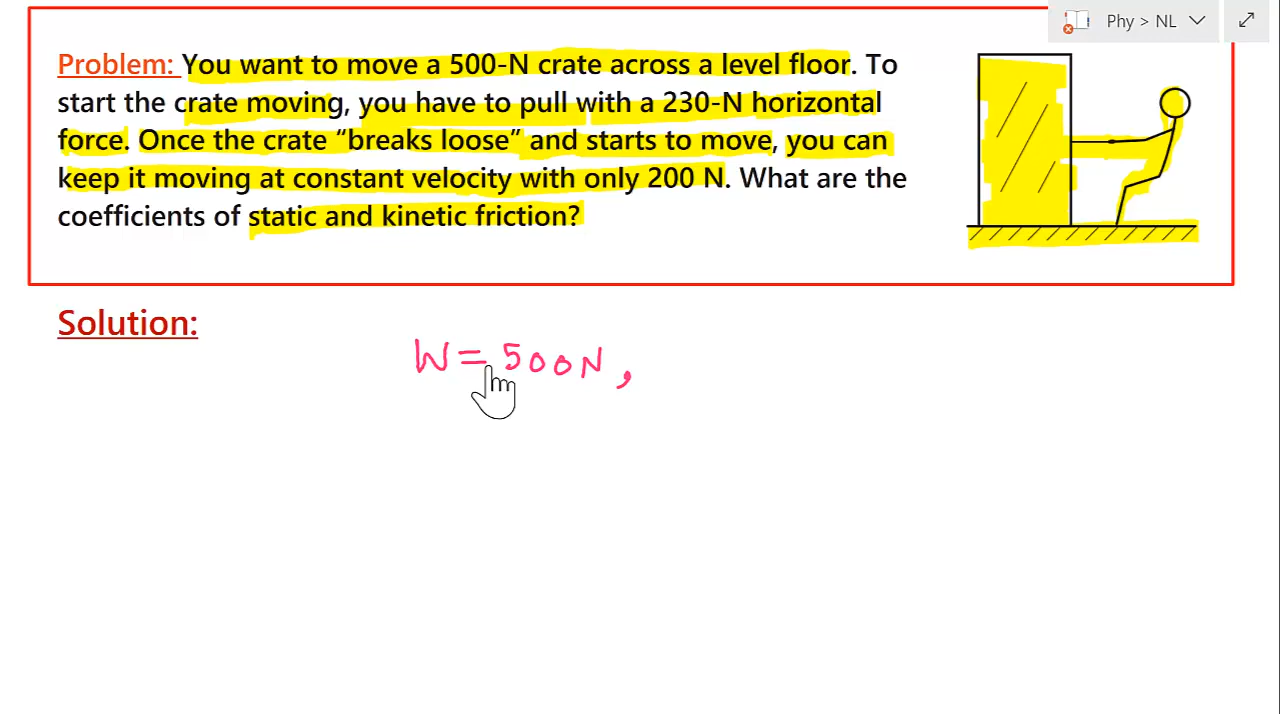 Phy > NL
Problem: You want to move a 500-N crate across a level floor. To
start the crate moving, you have to pull with a 230-N horizontal
force. Once the crate “breaks loose” and starts to move, you can
keep it moving at constant velocity with only 200 N. What are the
coefficients of static and kinetic friction?
Solution:
W = 500N ,